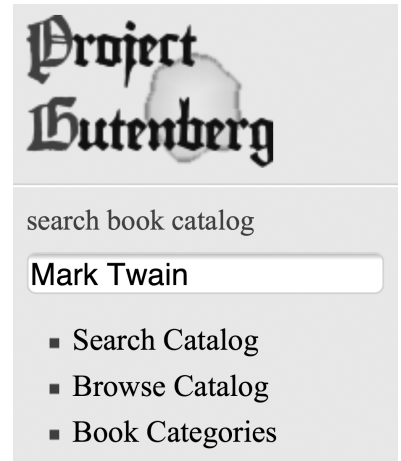 Project
Gutenberg
search book catalog
Mark Twain
Search Catalog
Browse Catalog
Book Categories